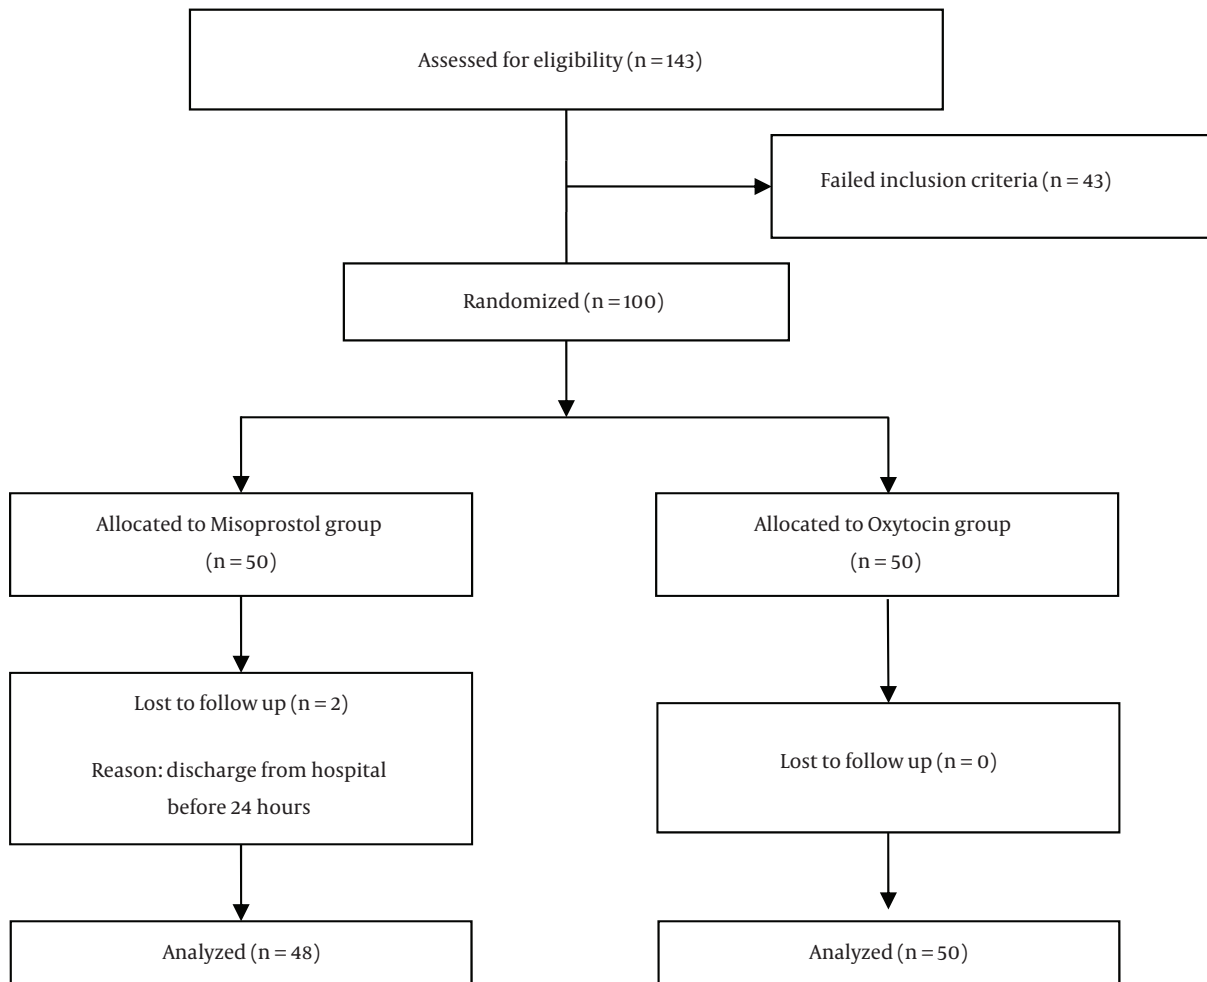 Assessed for eligibility (n = 143)
Failed inclusion criteria (n = 43)
Randomized (n = 100)
Allocated to Misoprostol group
(n = 50)
Allocated to Oxytocin group
(n = 50)
Lost to follow up (n = 2)
Reason: discharge from hospital
before 24 hours
Lost to follow up (n = 0)
Analyzed (n = 48)
Analyzed (n = 50)